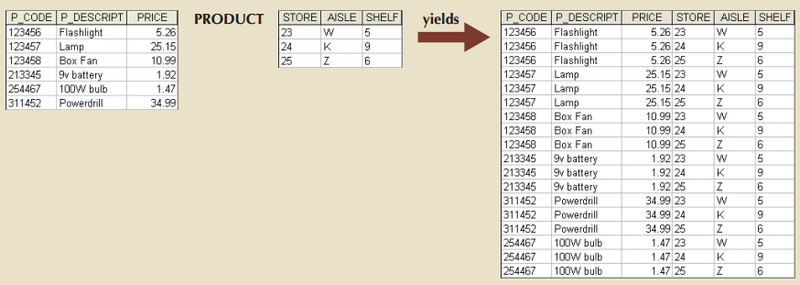 P_CODE P_DESCRIPT PRICE
123456 Flashlight 5.26
123457 Lamp 25.15
123458 Box Fan 10.99
213345 9v battery 1.92
254467 100W bulb 1.47
311452 Powerdrill 34.99
PRODUCT
STORE AISLE SHELF
23 W 5
24 K 9
25 Z 6
yields
P_CODE P_DESCRIPT PRICE STORE AISLE SHELF
123456 Flashlight 5.26 23 W 5
123456 Flashlight 5.26 24 K 9
123456 Flashlight 5.26 25 Z 6
123457 Lamp 25.15 23 W 5
123457 Lamp 25.15 24 K 9
123457 Lamp 25.15 25 Z 6
123458 Box Fan 10.99 23 W 5
123458 Box Fan 10.99 24 K 9
123458 Box Fan 10.99 25 Z 6
213345 9v battery 1.92 23 W 5
213345 9v battery 1.92 24 K 9
213345 9v battery 1.92 25 Z 6
311452 Powerdrill 34.99 23 W 5
311452 Powerdrill 34.99 24 K 9
311452 Powerdrill 34.99 25 Z 6
254467 100W bulb 1.47 23 W 5
254467 100W bulb 1.47 24 K 9
254467 100W bulb 1.47 25 Z 6